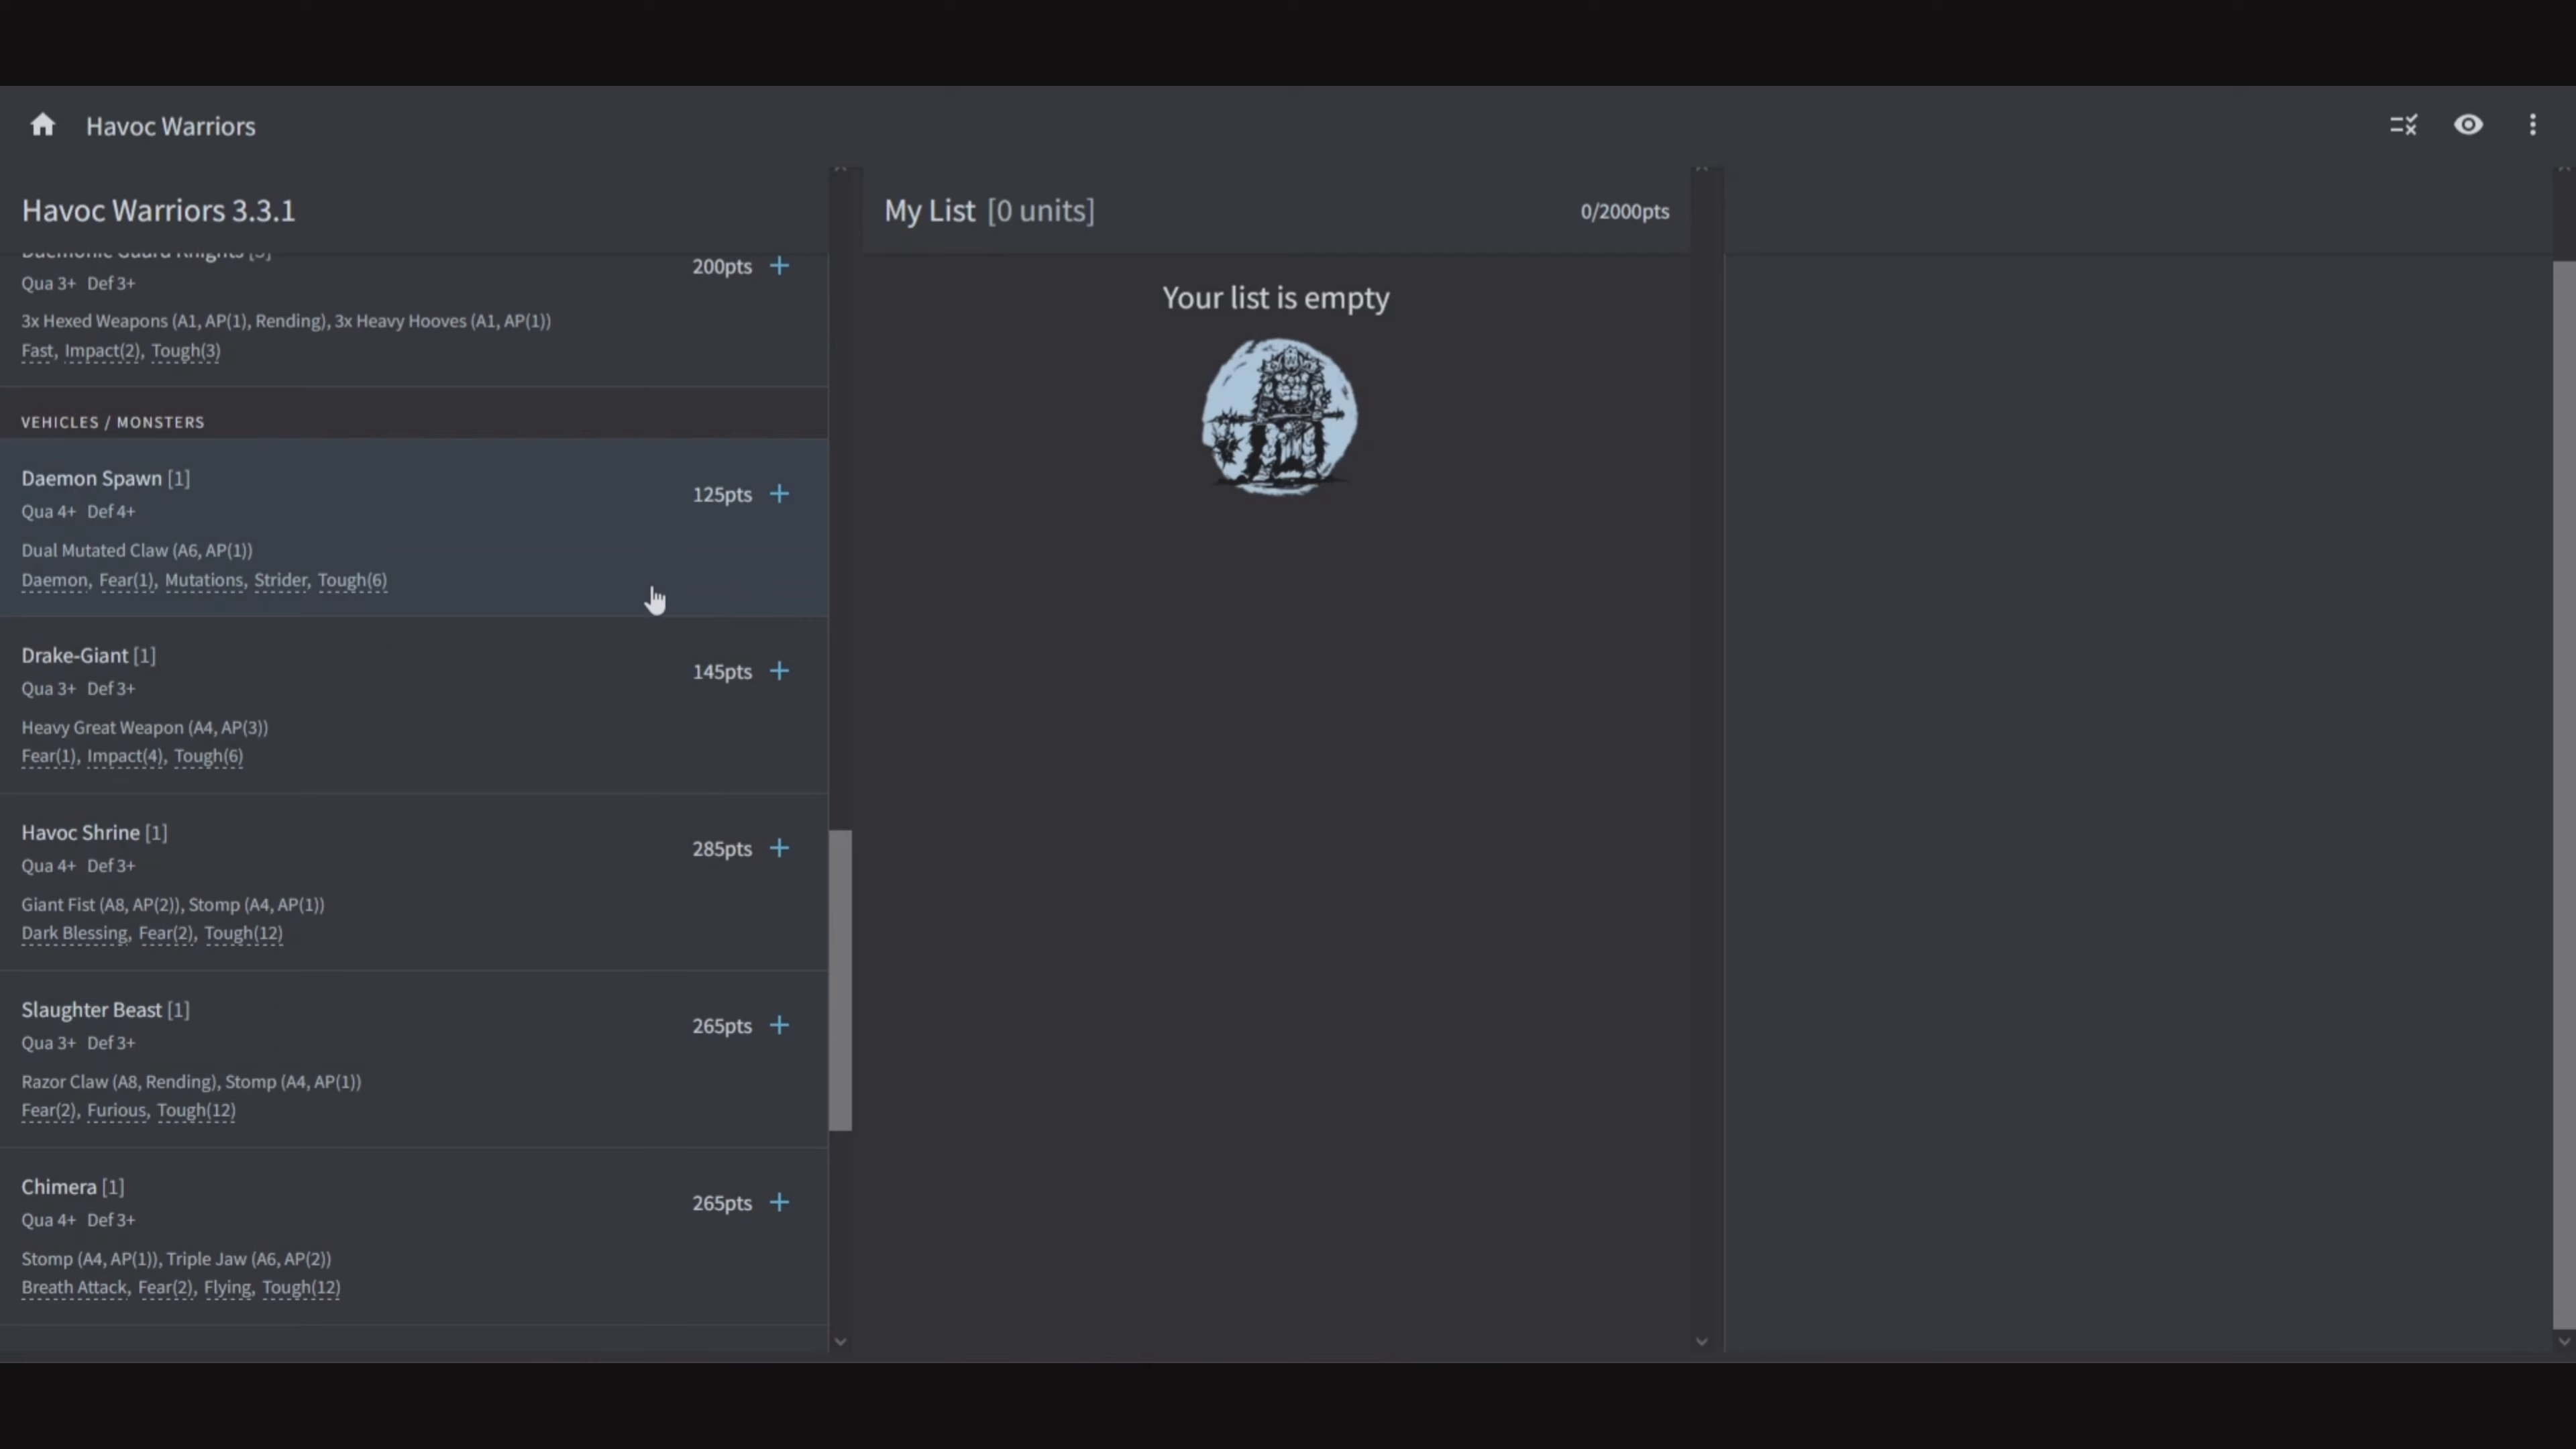 Havoc Warriors
Havoc Warriors 3.3.1
Daemonic Guard Knights [3]
200pts +
Qua 3+ Def 3+
3x Hexed Weapons (A1, AP(1), Rending), 3x Heavy Hooves (A1, AP(1))
Fast, Impact(2), Tough(3)
VEHICLES / MONSTERS
Daemon Spawn [1]
125pts +
Qua 4+ Def 4+
Dual Mutated Claw (A6, AP(1))
Daemon, Fear(1), Mutations, Strider, Tough(6)
Drake-Giant [1]
145pts +
Qua 3+ Def 3+
Heavy Great Weapon (A4, AP(3))
Fear(1), Impact(4), Tough(6)
Havoc Shrine [1]
285pts +
Qua 4+ Def 3+
Giant Fist (A8, AP(2)), Stomp (A4, AP(1))
Dark Blessing, Fear(2), Tough(12)
Slaughter Beast [1]
265pts +
Qua 3+ Def 3+
Razor Claw (A8, Rending), Stomp (A4, AP(1))
Fear(2), Furious, Tough(12)
Chimera [1]
265pts +
Qua 4+ Def 3+
Stomp (A4, AP(1)), Triple Jaw (A6, AP(2))
Breath Attack, Fear(2), Flying, Tough(12)
My List [0 units]
0/2000pts
Your list is empty